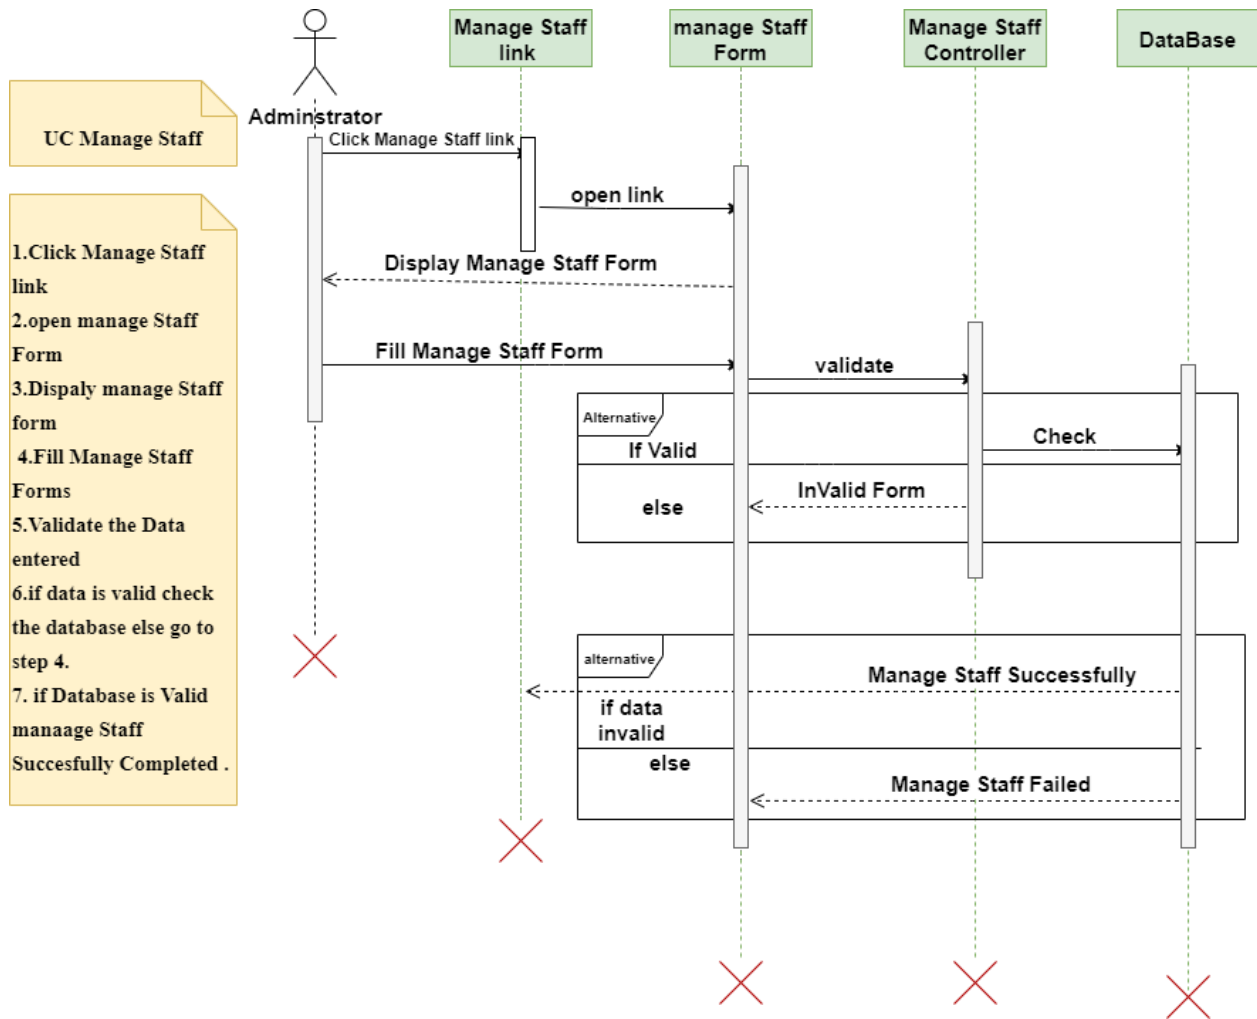 Manage Staff
link
manage Staff
Form
Manage Staff
Controller
DataBase
Adminstrator
UC Manage Staff
Click Manage Staff link
open link
1.Click Manage Staff
link
2.open manage Staff
Form
3.Dispaly manage Staff
form
4.Fill Manage Staff
Forms
5.Validate the Data
entered
6.if data is valid check
the database else go to
step 4.
7. if Database is Valid
manaage Staff
Succesfully Completed .
Display Manage Staff Form
Fill Manage Staff Form
validate
Alternative
If Valid
Check
InValid Form
else
alternative
Manage Staff Successfully
if data
invalid
else
Manage Staff Failed